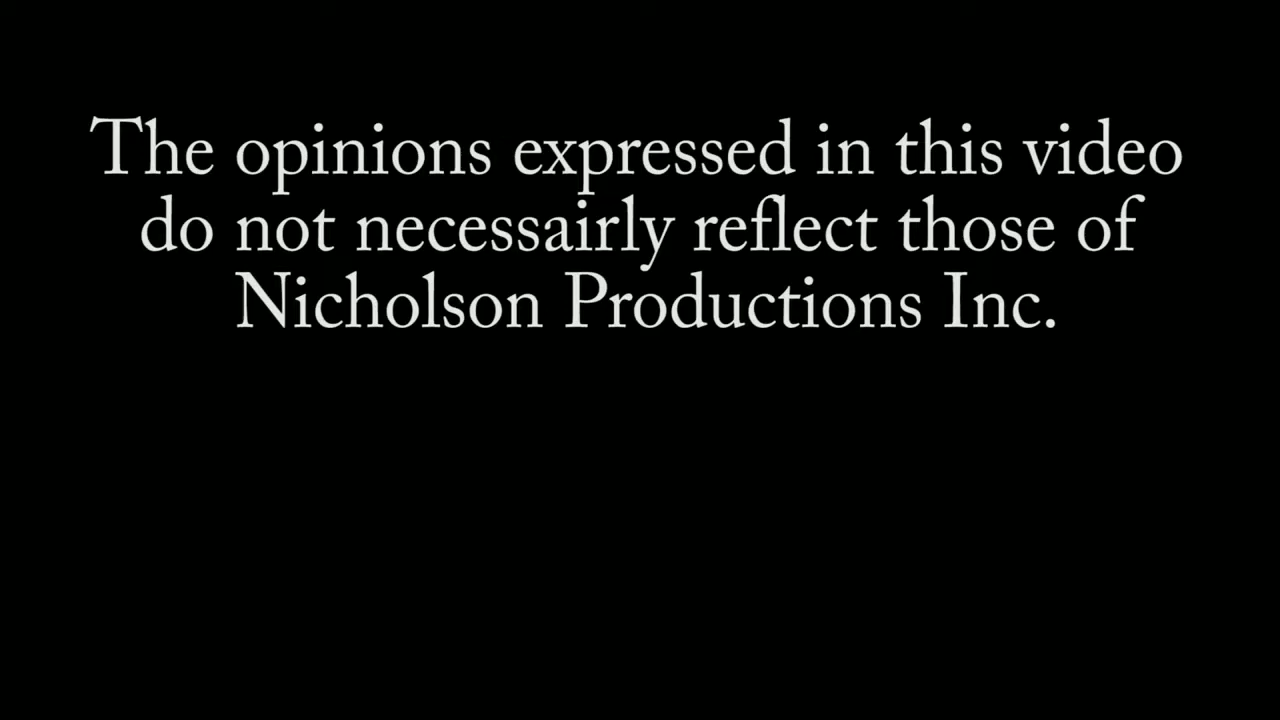 The opinions expressed in this video
do not necessairly reflect those of
Nicholson Productions Inc.